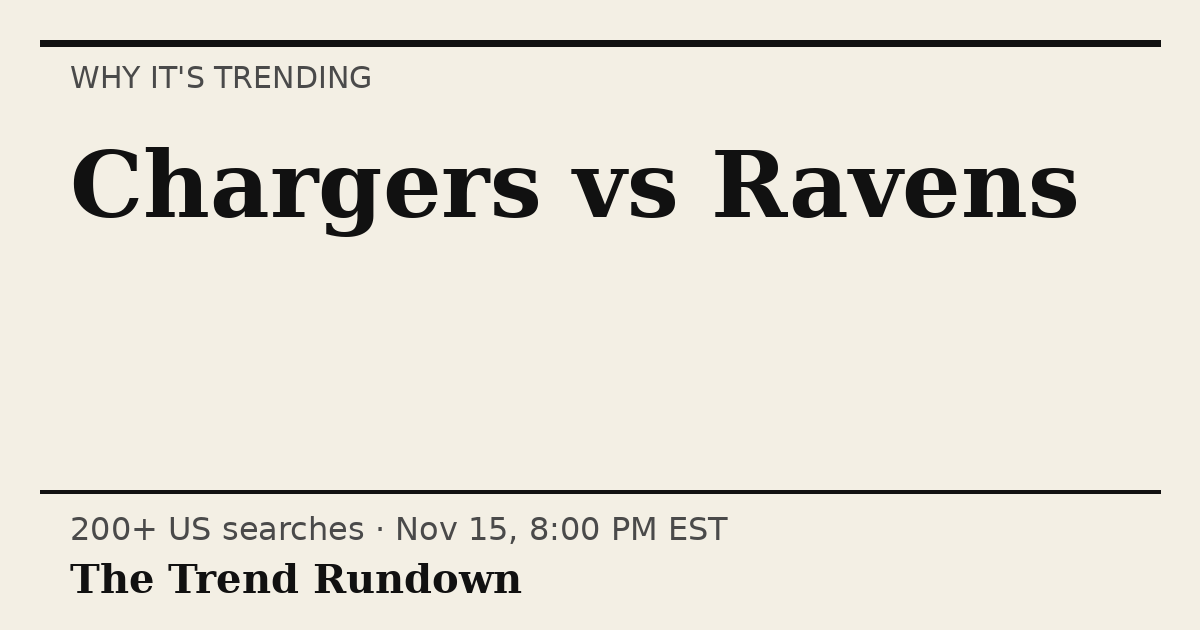 WHY IT'S TRENDING
Chargers vs Ravens
200+ US searches · Nov 15, 8:00 PM EST
The Trend Rundown